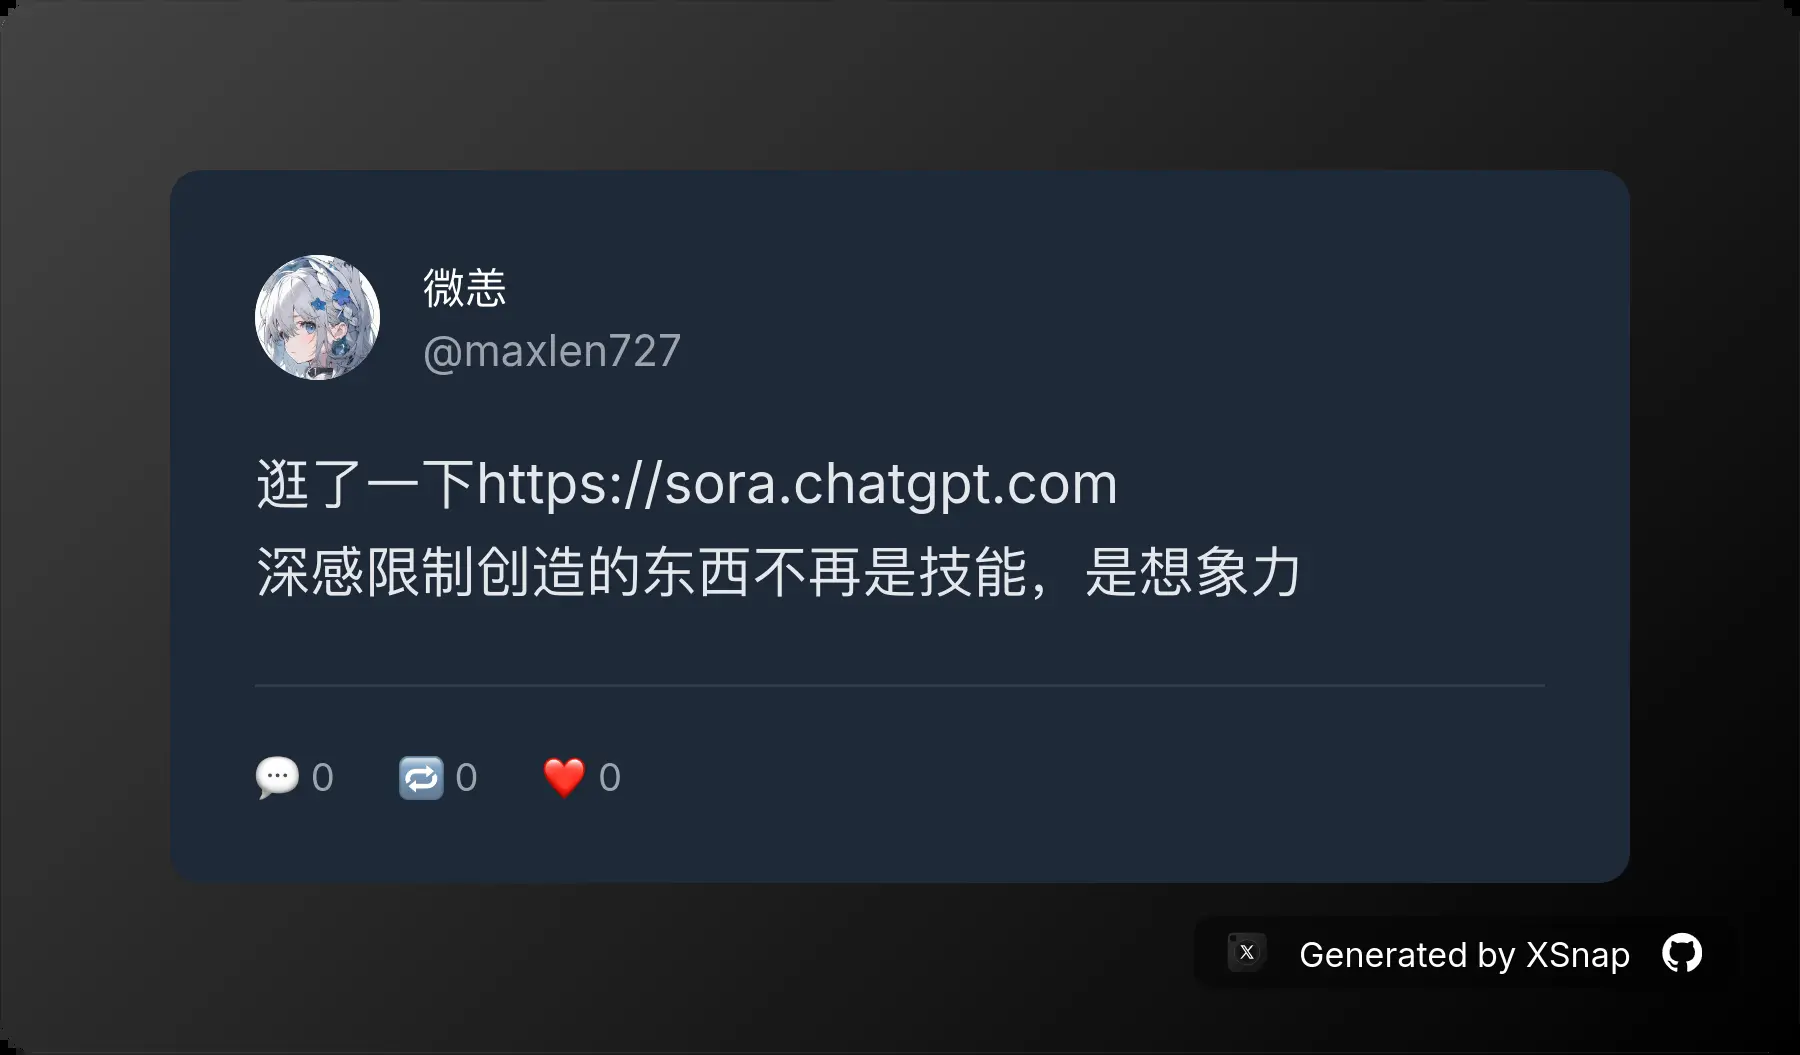 微恙
@maxlen727
逛了一下https://sora.chatgpt.com
深感限制创造的东西不再是技能，是想象力
0 0 0
Generated by XSnap